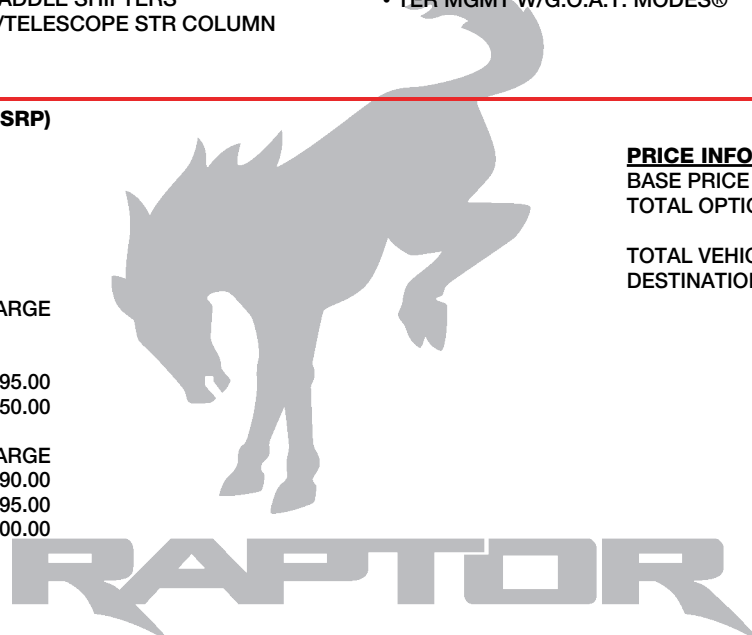 ADDLE SHIFTERS
/TELESCOPE STR COLUMN
• TER MGMT W/G.O.A.T. MODES®
SRP)
ARGE
95.00
50.00
ARGE
90.00
95.00
00.00
PRICE INFO
BASE PRICE
TOTAL OPTIO
TOTAL VEHIC
DESTINATION
RAPTOR